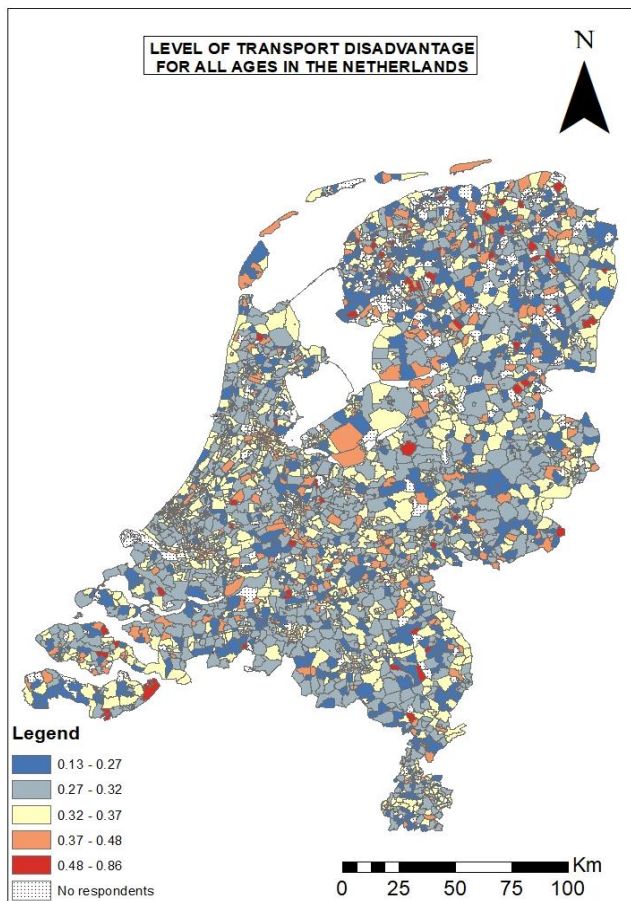 LEVEL OF TRANSPORT DISADVANTAGE
FOR ALL AGES IN THE NETHERLANDS
N
Legend
0.13 - 0.27
0.27 - 0.32
0.32 - 0.37
0.37 - 0.48
0.48 - 0.86
No respondents
Km
0 25 50 75 100